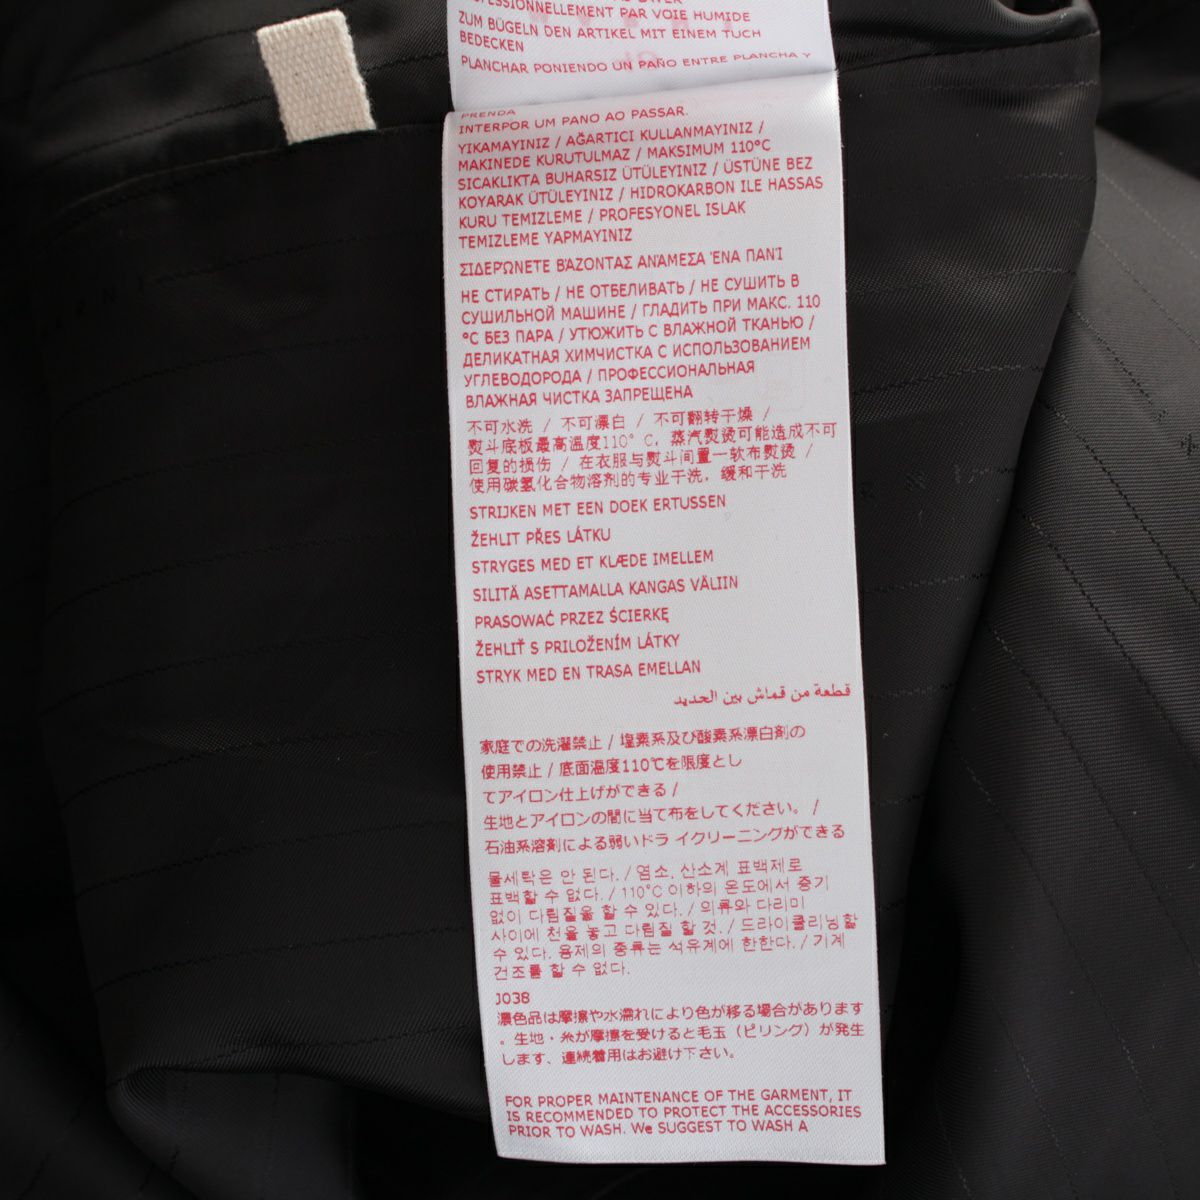 PROFESSIONNELLEMENT PAR VOIE HUMIDE
ZUM BÜGELN DEN ARTIKEL MIT EINEM TUCH
BEDECKEN
PLANCHAR PONIENDO UN PAÑO ENTRE PLANCHA Y
PRENDA
INTERPOR UM PANO AO PASSAR.
YIKAMAYINIZ / AĞARTICI KULLANMAYINIZ /
MAKINEDE KURUTULMAZ / MAKSIMUM 110°C
SICAKLIKTA BUHARSIZ ÜTÜLEYINIZ / ÜSTÜNE BEZ
KOYARAK ÜTÜLEYINIZ / HIDROKARBON ILE HASSAS
KURU TEMIZLEME / PROFESYONEL ISLAK
TEMIZLEME YAPMAYINIZ
ΣΙΔΕΡΏΝΕΤΕ ΒΆΖΟΝΤΑΣ ΑΝΆΜΕΣΑ ΈΝΑ ΠΑΝΊ
НЕ СТИРАТЬ / НЕ ОТБЕЛИВАТЬ / НЕ СУШИТЬ В
СУШИЛЬНОЙ МАШИНЕ / ГЛАДИТЬ ПРИ МАКС. 110
°C БЕЗ ПАРА / УТЮЖИТЬ С ВЛАЖНОЙ ТКАНЬЮ /
ДЕЛИКАТНАЯ ХИМЧИСТКА С ИСПОЛЬЗОВАНИЕМ
УГЛЕВОДОРОДА / ПРОФЕССИОНАЛЬНАЯ
ВЛАЖНАЯ ЧИСТКА ЗАПРЕЩЕНА
不可水洗 / 不可漂白 / 不可翻转干燥 /
熨斗底板最高温度110° C，蒸汽熨烫可能造成不可
回复的损伤 / 在衣服与熨斗间置一软布熨烫 /
使用碳氢化合物溶剂的专业干洗，缓和干洗
STRIJKEN MET EEN DOEK ERTUSSEN
ŽEHLIT PŘES LÁTKU
STRYGES MED ET KLÆDE IMELLEM
SILITÄ ASETTAMALLA KANGAS VÄLIIN
PRASOWAĆ PRZEZ ŚCIERKĘ
ŽEHLIŤ S PRILOŽENÍM LÁTKY
STRYK MED EN TRASA EMELLAN
قطعة من قماش بين الحديد
家庭での洗濯禁止 / 塩素系及び酸素系漂白剤の
使用禁止 / 底面温度110℃を限度とし
てアイロン仕上げができる /
生地とアイロンの間に当て布をしてください。 /
石油系溶剤による弱いドラ イクリーニングができる
물세탁은 안 된다. / 염소, 산소계 표백제로
표백할 수 없다. / 110°C 이하의 온도에서 증기
없이 다림질을 할 수 있다. / 의류와 다리미
사이에 천을 놓고 다림질 할 것. / 드라이클리닝할
수 있다. 용제의 종류는 석유계에 한한다. / 기계
건조를 할 수 없다.
J038
濃色品は摩擦や水濡れにより色が移る場合があります
。生地・糸が摩擦を受けると毛玉（ピリング）が発生
します、連続着用はお避け下さい。
FOR PROPER MAINTENANCE OF THE GARMENT, IT
IS RECOMMENDED TO PROTECT THE ACCESSORIES
PRIOR TO WASH. We SUGGEST TO WASH A